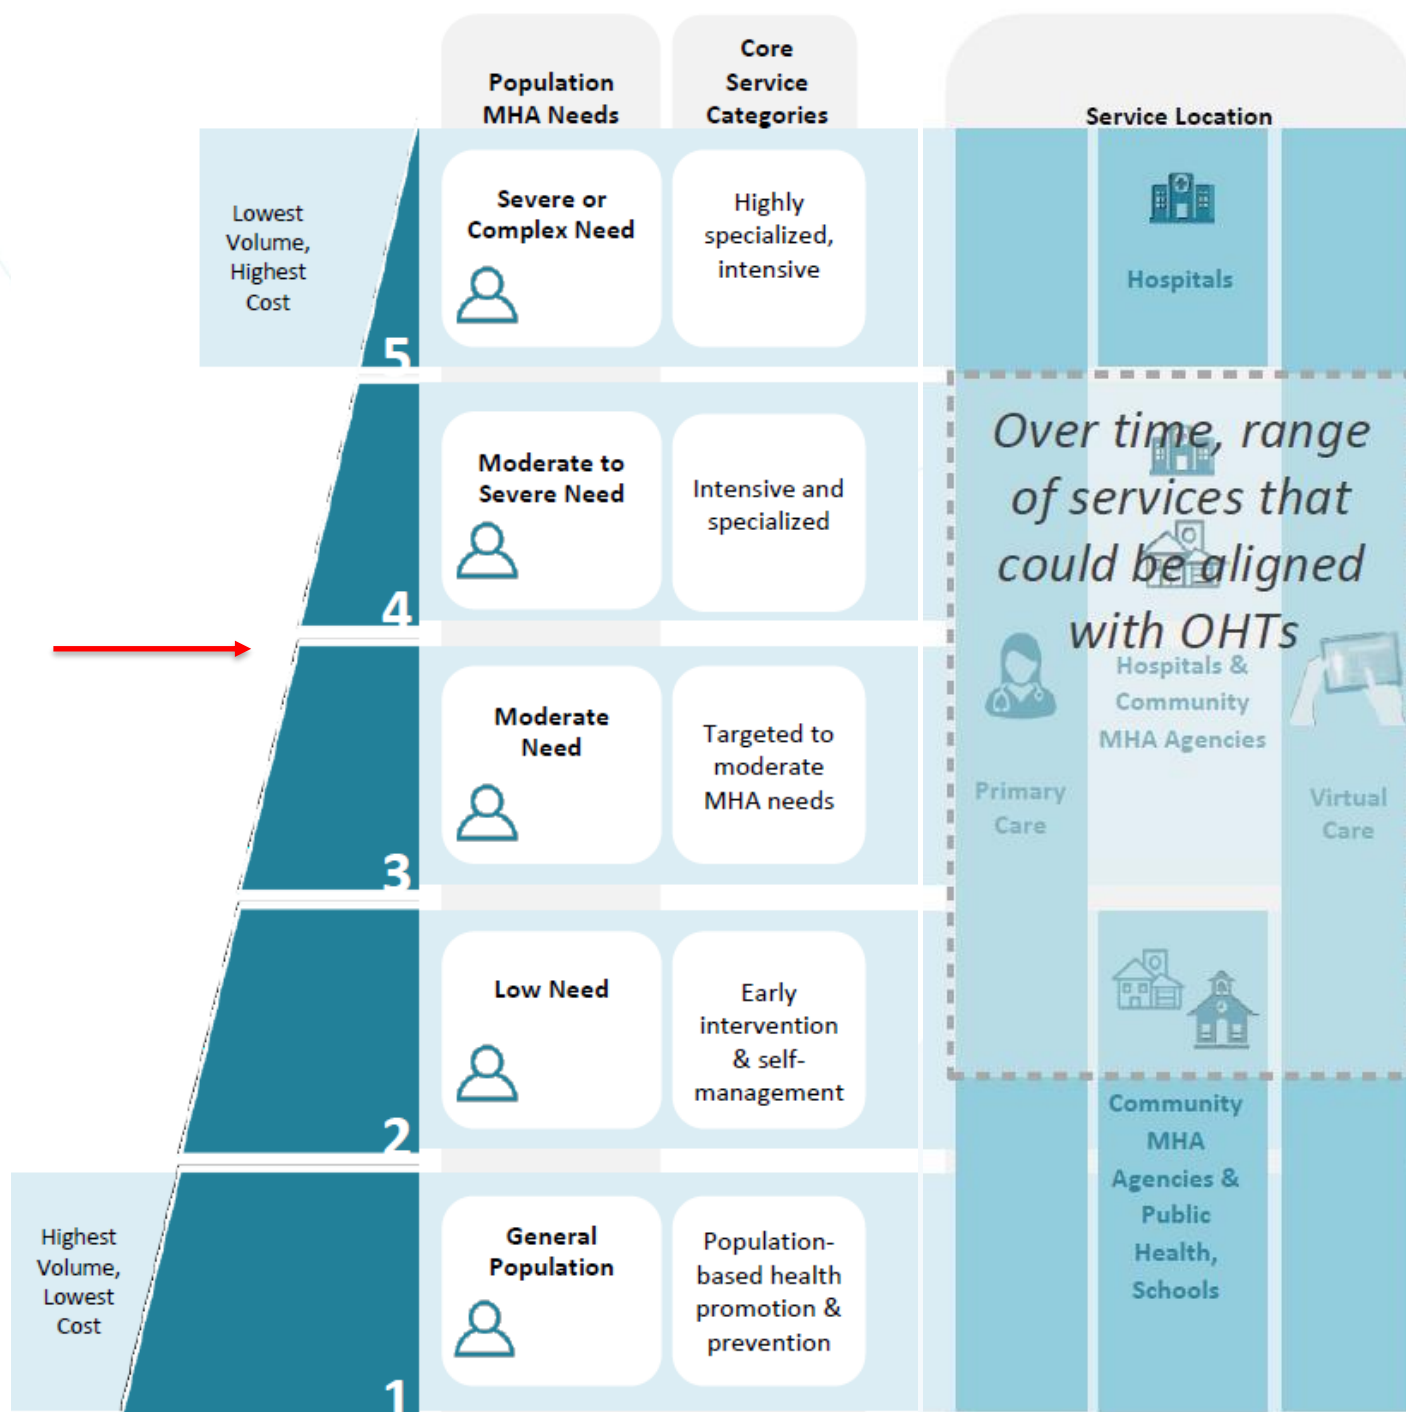 Population
MHA Needs
Core
Service
Categories
Service Location
Lowest
Volume,
Highest
Cost
5
Severe or
Complex Need
Highly
specialized,
intensive
Hospitals
4
Moderate to
Severe Need
Intensive and
specialized
Over time, range
of services that
could be aligned
with OHTs
3
Moderate
Need
Targeted to
moderate
MHA needs
Primary
Care
Hospitals &
Community
MHA Agencies
Virtual
Care
2
Low Need
Early
intervention
& self-
management
Community
MHA
Agencies &
Public
Health,
Schools
Highest
Volume,
Lowest
Cost
1
General
Population
Population-
based health
promotion &
prevention